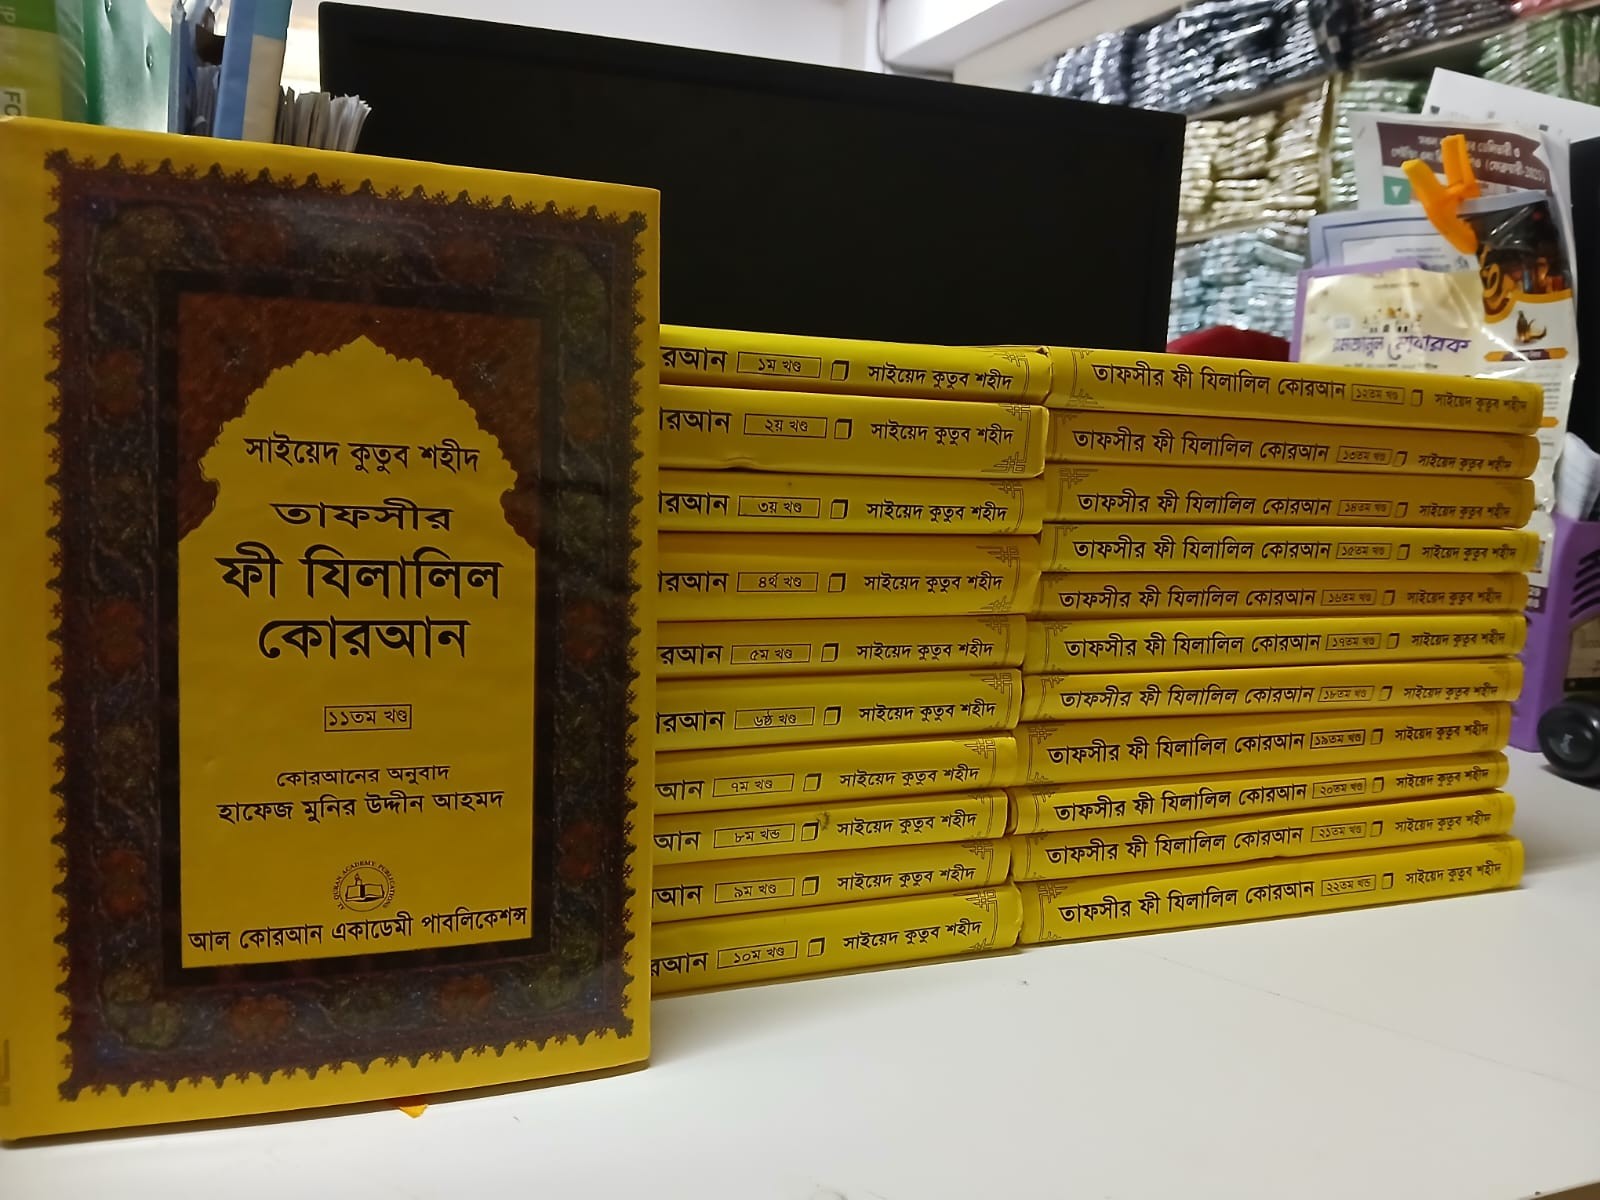 সাইয়েদ কুতুব শহীদ
তাফসীর
ফী যিলালিল
কোরআন
১১তম খণ্ড
কোরআনের অনুবাদ
হাফেজ মুনির উদ্দীন আহমদ
AL QURAN ACADEMY PUBLICATIONS
আল কোরআন একাডেমী পাবলিকেশন্স
রআন ১ম খণ্ড সাইয়েদ কুতুব শহীদ
রআন ২য় খণ্ড সাইয়েদ কুতুব শহীদ
রআন ৩য় খণ্ড সাইয়েদ কুতুব শহীদ
রআন ৪র্থ খণ্ড সাইয়েদ কুতুব শহীদ
রআন ৫ম খণ্ড সাইয়েদ কুতুব শহীদ
রআন ৬ষ্ঠ খণ্ড সাইয়েদ কুতুব শহীদ
আন ৭ম খণ্ড সাইয়েদ কুতুব শহীদ
আন ৮ম খন্ড সাইয়েদ কুতুব শহীদ
আন ৯ম খণ্ড সাইয়েদ কুতুব শহীদ
রআন ১০ম খণ্ড সাইয়েদ কুতুব শহীদ
তাফসীর ফী যিলালিল কোরআন ১২তম খণ্ড সাইয়েদ কুতুব শহীদ
তাফসীর ফী যিলালিল কোরআন ১৩তম খণ্ড সাইয়েদ কুতুব শহীদ
তাফসীর ফী যিলালিল কোরআন ১৪তম খণ্ড সাইয়েদ কুতুব শহীদ
তাফসীর ফী যিলালিল কোরআন ১৫তম খণ্ড সাইয়েদ কুতুব শহীদ
তাফসীর ফী যিলালিল কোরআন ১৬তম খণ্ড সাইয়েদ কুতুব শহীদ
তাফসীর ফী যিলালিল কোরআন ১৭তম খণ্ড সাইয়েদ কুতুব শহীদ
তাফসীর ফী যিলালিল কোরআন ১৮তম খণ্ড সাইয়েদ কুতুব শহীদ
তাফসীর ফী যিলালিল কোরআন ১৯তম খণ্ড সাইয়েদ কুতুব শহীদ
তাফসীর ফী যিলালিল কোরআন ২০তম খণ্ড সাইয়েদ কুতুব শহীদ
তাফসীর ফী যিলালিল কোরআন ২১তম খণ্ড সাইয়েদ কুতুব শহীদ
তাফসীর ফী যিলালিল কোরআন ২২তম খন্ড সাইয়েদ কুতুব শহীদ